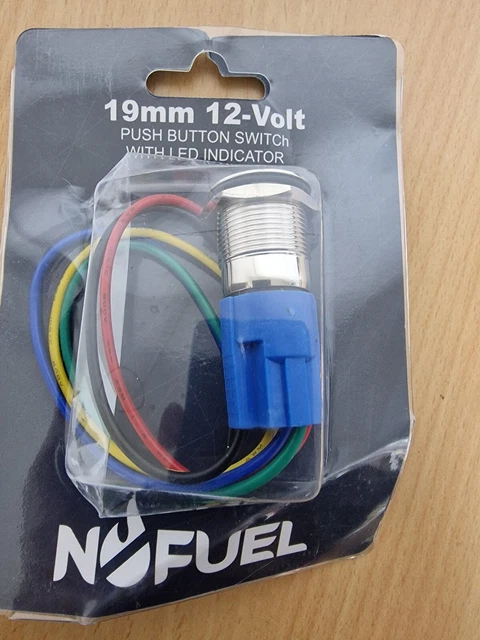 19mm 12-Volt
PUSH BUTTON SWITCh
WITH LED INDICATOR
NOFUEL